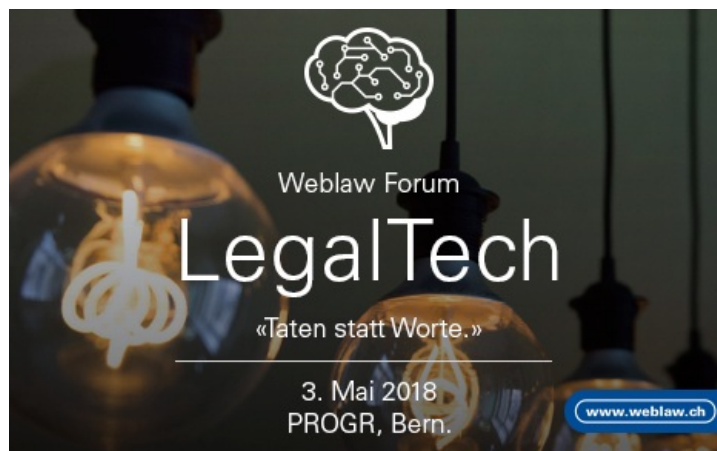 Weblaw Forum
LegalTech
«Taten statt Worte.»
3. Mai 2018
PROGR, Bern.
www.weblaw.ch